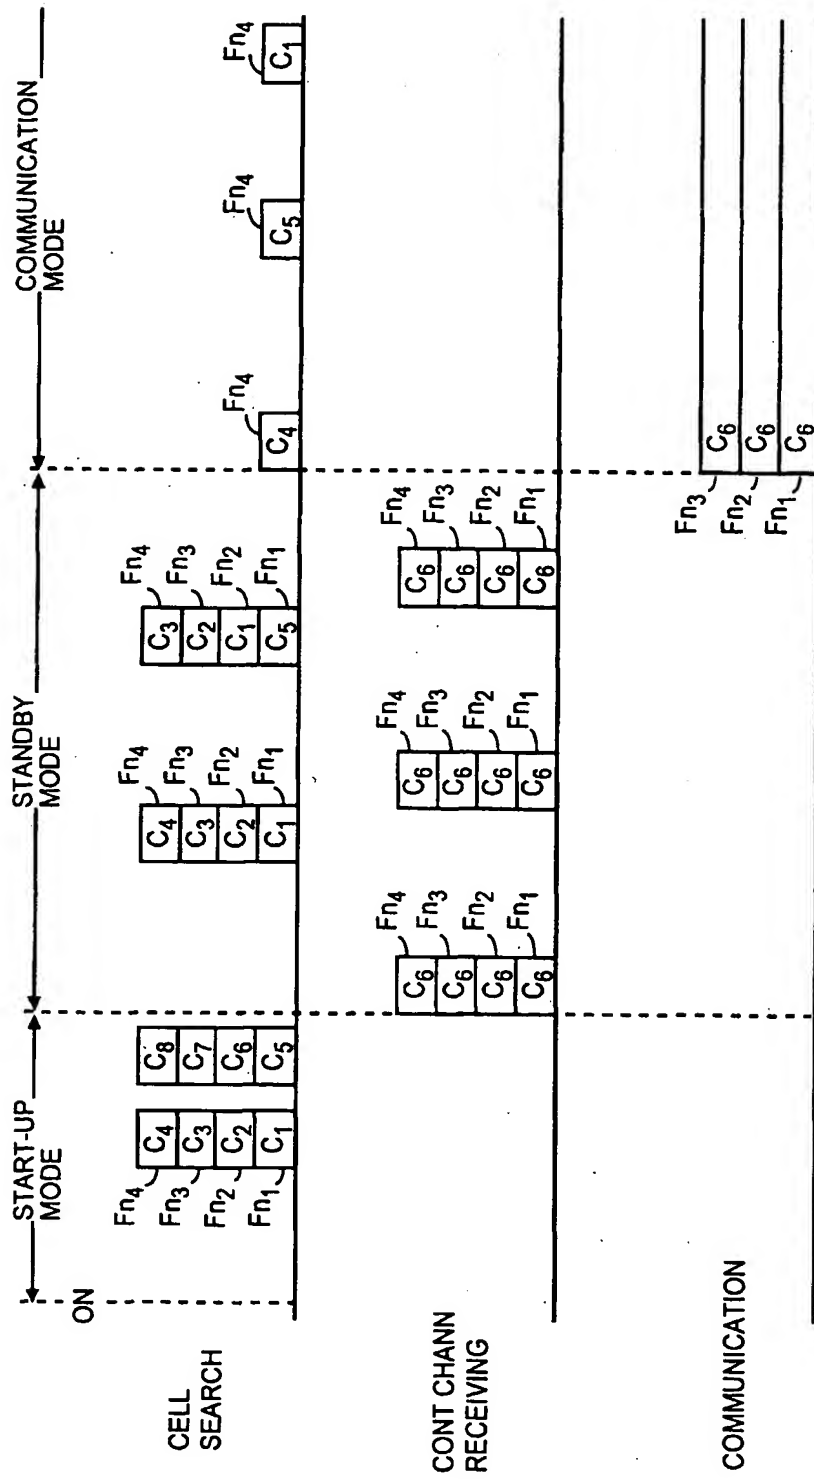 START-UP
MODE
STANDBY
MODE
COMMUNICATION
MODE
ON
CELL
SEARCH
Fn4
Fn3
Fn2
Fn1
C4
C3
C2
C1
C8
C7
C6
C5
C4
C3
C2
C1
Fn4
Fn3
Fn2
Fn1
C3
C2
C1
C5
Fn4
Fn3
Fn2
Fn1
C4
Fn4
C5
Fn4
C1
Fn4
CONT CHANN
RECEIVING
C6
C6
C6
C6
Fn4
Fn3
Fn2
Fn1
C6
C6
C6
C6
Fn4
Fn3
Fn2
Fn1
C6
C6
C6
C6
Fn4
Fn3
Fn2
Fn1
COMMUNICATION
Fn3
Fn2
Fn1
C6
C6
C6